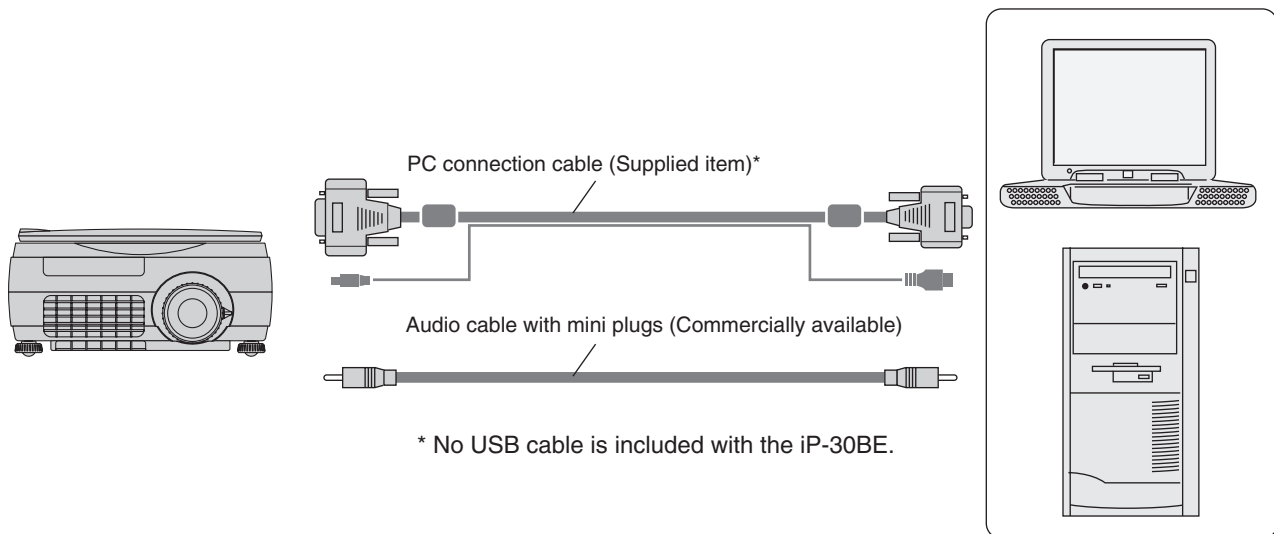 PC connection cable (Supplied item)*
Audio cable with mini plugs (Commercially available)
* No USB cable is included with the iP-30BE.